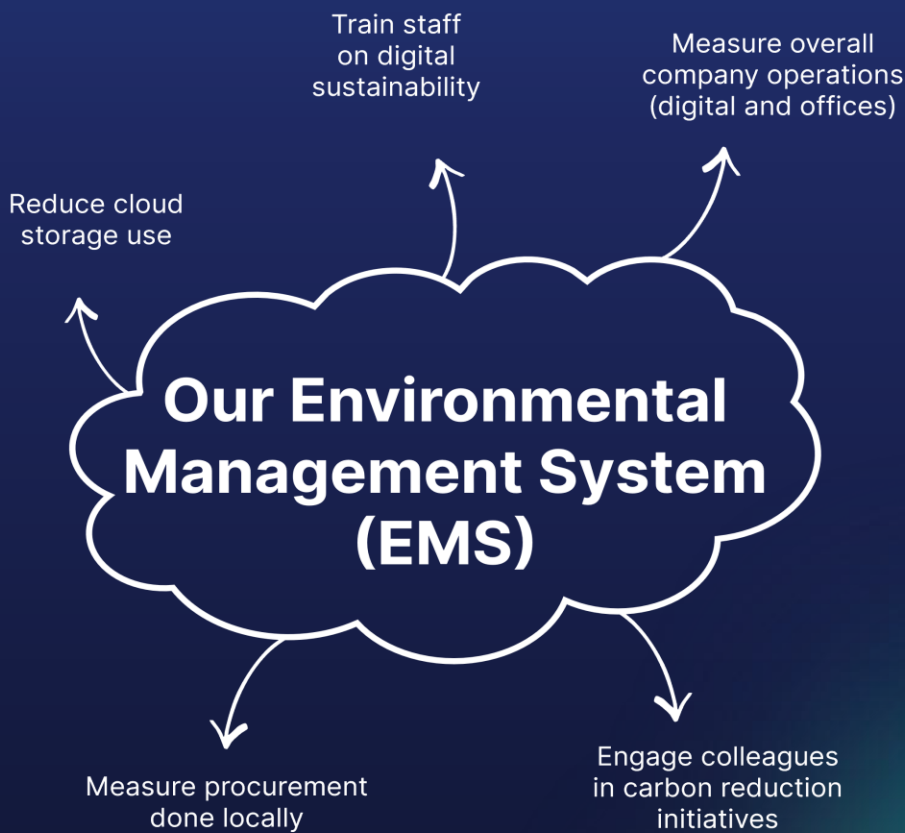 Train staff
on digital
sustainability
Measure overall
company operations
(digital and offices)
Reduce cloud
storage use
Our Environmental
Management System
(EMS)
Measure procurement
done locally
Engage colleagues
in carbon reduction
initiatives